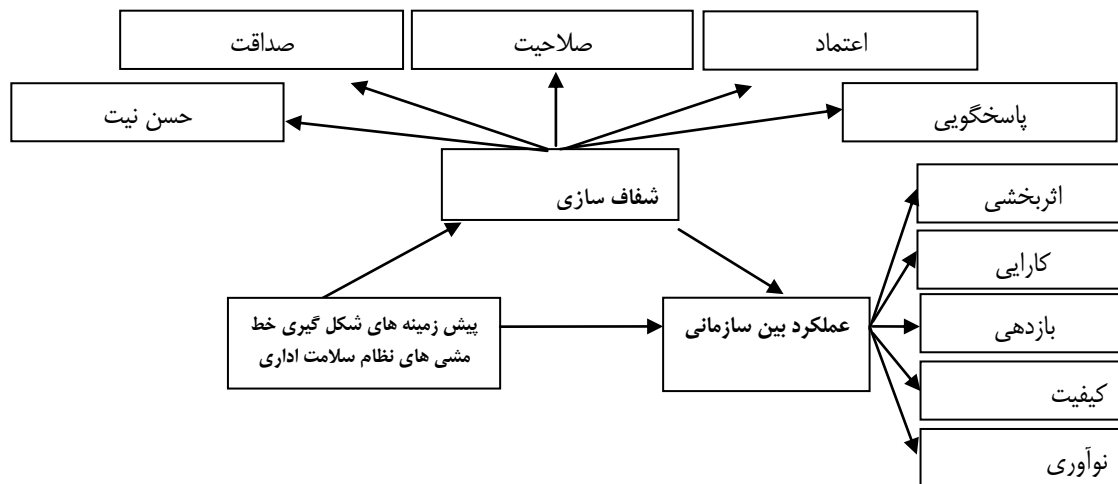 اعتماد
صلاحیت
صداقت
پاسخگویی
حسن نیت
شفاف سازی
اثربخشی
کارایی
بازدهی
کیفیت
نوآوری
عملکرد بین سازمانی
پیش زمینه های شکل گیری خط
مشی های نظام سلامت اداری